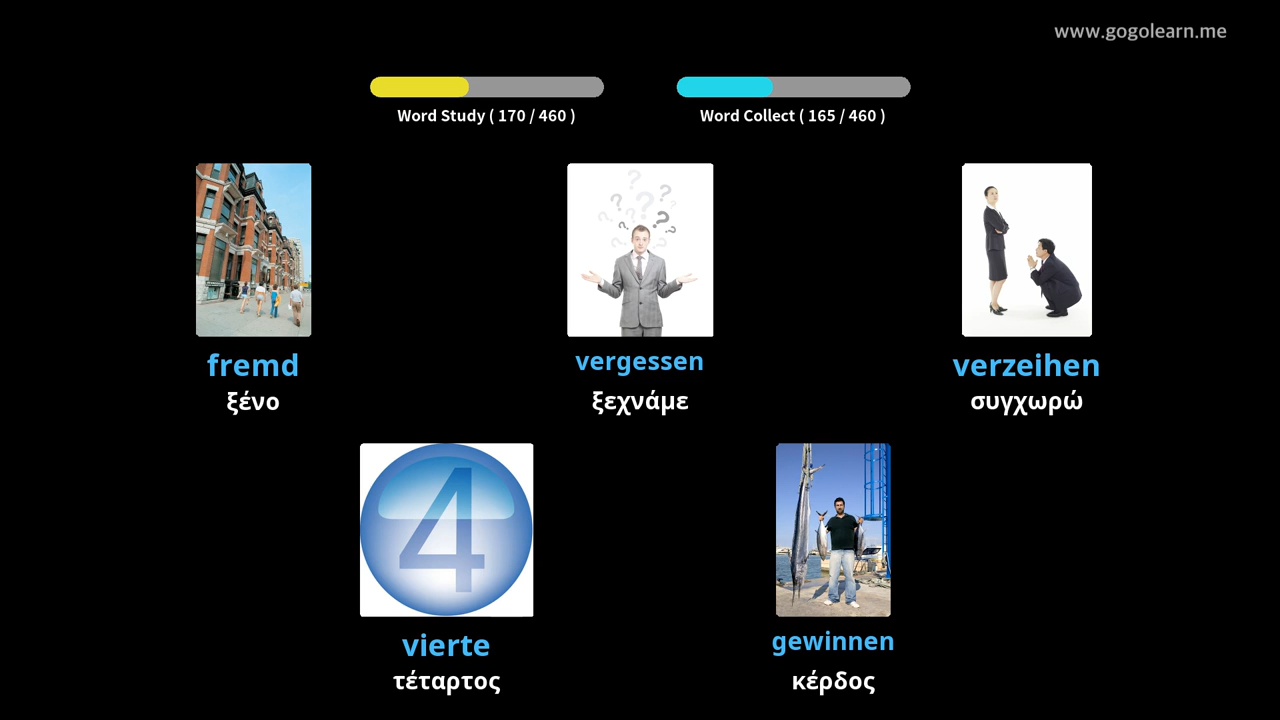 www.gogolearn.me
Word Study ( 170 / 460 )
Word Collect ( 165 / 460 )
fremd
ξένο
vergessen
ξεχνάμε
verzeihen
συγχωρώ
4
vierte
τέταρτος
gewinnen
κέρδος